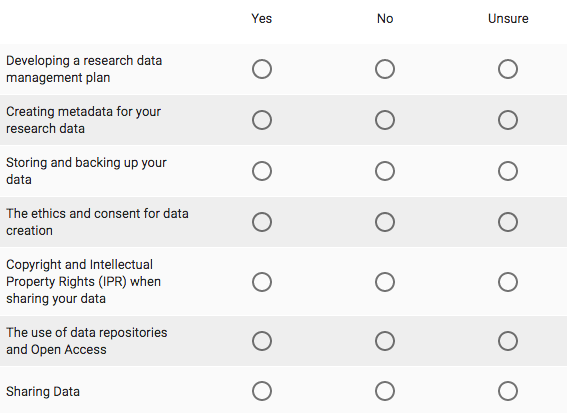 Yes No Unsure
Developing a research data
management plan
Creating metadata for your
research data
Storing and backing up your
data
The ethics and consent for data
creation
Copyright and Intellectual
Property Rights (IPR) when
sharing your data
The use of data repositories
and Open Access
Sharing Data